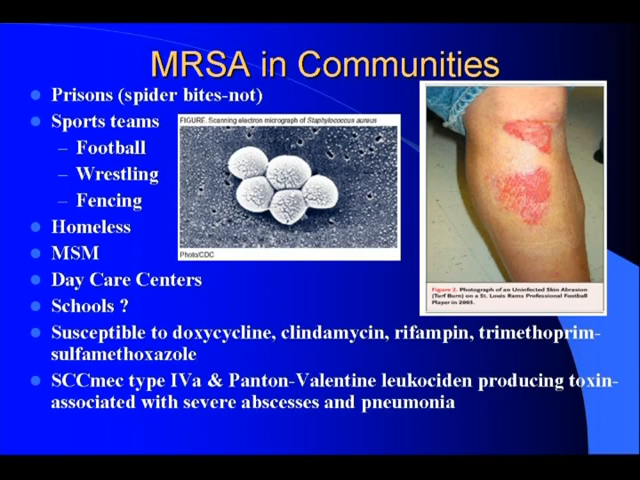 MRSA in Communities
Prisons (spider bites-not)
Sports teams
– Football
– Wrestling
– Fencing
Homeless
MSM
Day Care Centers
Schools ?
Susceptible to doxycycline, clindamycin, rifampin, trimethoprim-
sulfamethoxazole
SCCmec type IVa & Panton-Valentine leukociden producing toxin-
associated with severe abscesses and pneumonia
FIGURE. Scanning electron micrograph of Staphylococcus aureus
Photo/CDC
Figure 2. Photograph of an Uninfected Skin Abrasion
(Turf Burn) on a St. Louis Rams Professional Football
Player in 2003.